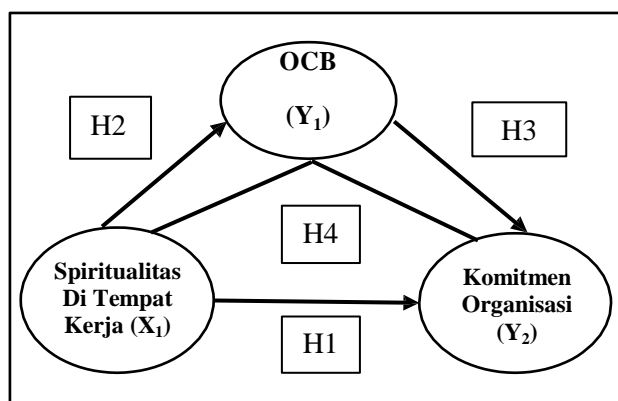 OCB
(Y₁)
H2
H3
H4
Spiritualitas
Di Tempat
Kerja (X₁)
Komitmen
Organisasi
(Y₂)
H1